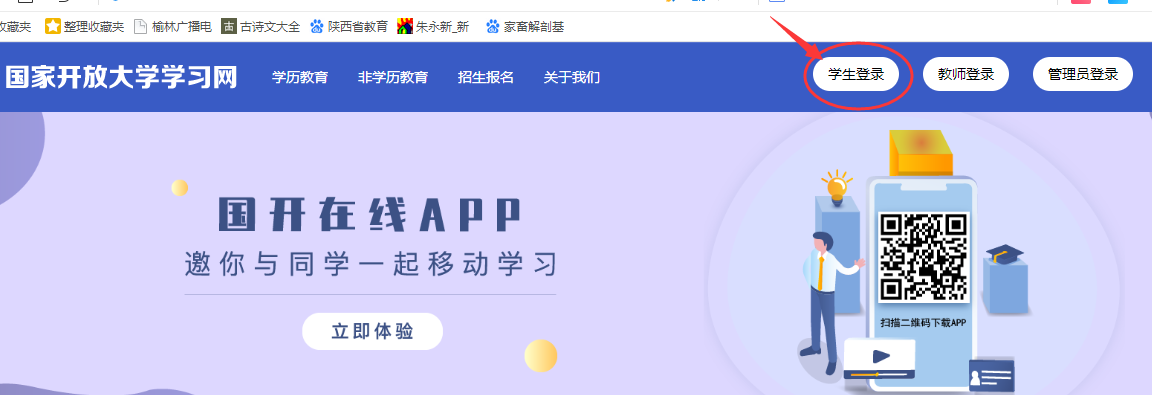 收藏夹 整理收藏夹 榆林广播电 古诗文大全 陕西省教育 朱永新_新 家畜解剖基
国家开放大学学习网 学历教育 非学历教育 招生报名 关于我们 学生登录 教师登录 管理员登录
国开在线APP
邀你与同学一起移动学习
立即体验
扫描二维码下载APP